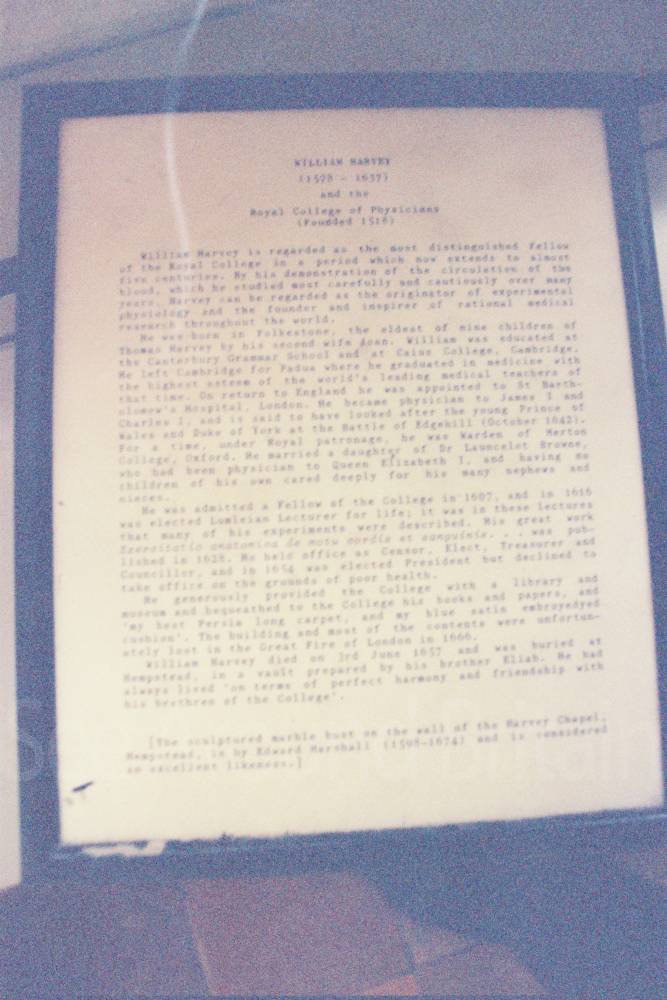 WILLIAM HARVEY
(1578 - 1657)
and the
Royal College of Physicians
(Founded 1518)
William Harvey is regarded as the most distinguished Fellow
of the Royal College in a period which now extends to almost
five centuries. By his demonstration of the circulation of the
blood, which he studied most carefully and cautiously over many
years, Harvey can be regarded as the originator of experimental
physiology and the founder and inspirer of rational medical
research throughout the world.
He was born in Folkestone, the eldest of nine children of
Thomas Harvey by his second wife Joan. William was educated at
the Canterbury Grammar School and at Caius College, Cambridge.
He left Cambridge for Padua where he graduated in medicine with
the highest esteem of the world's leading medical teachers of
that time. On return to England he was appointed to St Barth-
olomew's Hospital, London. He became physician to James I and
Charles I, and is said to have looked after the young Prince of
Wales and Duke of York at the Battle of Edgehill (October 1642).
For a time, under Royal patronage, he was Warden of Merton
College, Oxford. He married a daughter of Dr Launcelot Browne,
who had been physician to Queen Elizabeth I, and having no
children of his own cared deeply for his many nephews and
nieces.
He was admitted a Fellow of the College in 1607, and in 1616
was elected Lumleian Lecturer for life; it was in these lectures
that many of his experiments were described. His great work
Exercitatio anatomica de motu cordis et sanguinis. . . was pub-
lished in 1628. He held office as Censor, Elect, Treasurer and
Councillor, and in 1654 was elected President but declined to
take office on the grounds of poor health.
He generously provided the College with a library and
museum and bequeathed to the College his books and papers, and
'my best Persia long carpet, and my blue satin embroyedyed
cushion'. The building and most of the contents were unfortun-
ately lost in the Great Fire of London in 1666.
William Harvey died on 3rd June 1657 and was buried at
Hempstead, in a vault prepared by his brother Eliab. He had
always lived 'on terms of perfect harmony and friendship with
his brethren of the College'.
[The sculptured marble bust on the wall of the Harvey Chapel,
Hempstead, is by Edward Marshall (1598-1674) and is considered
an excellent likeness.]